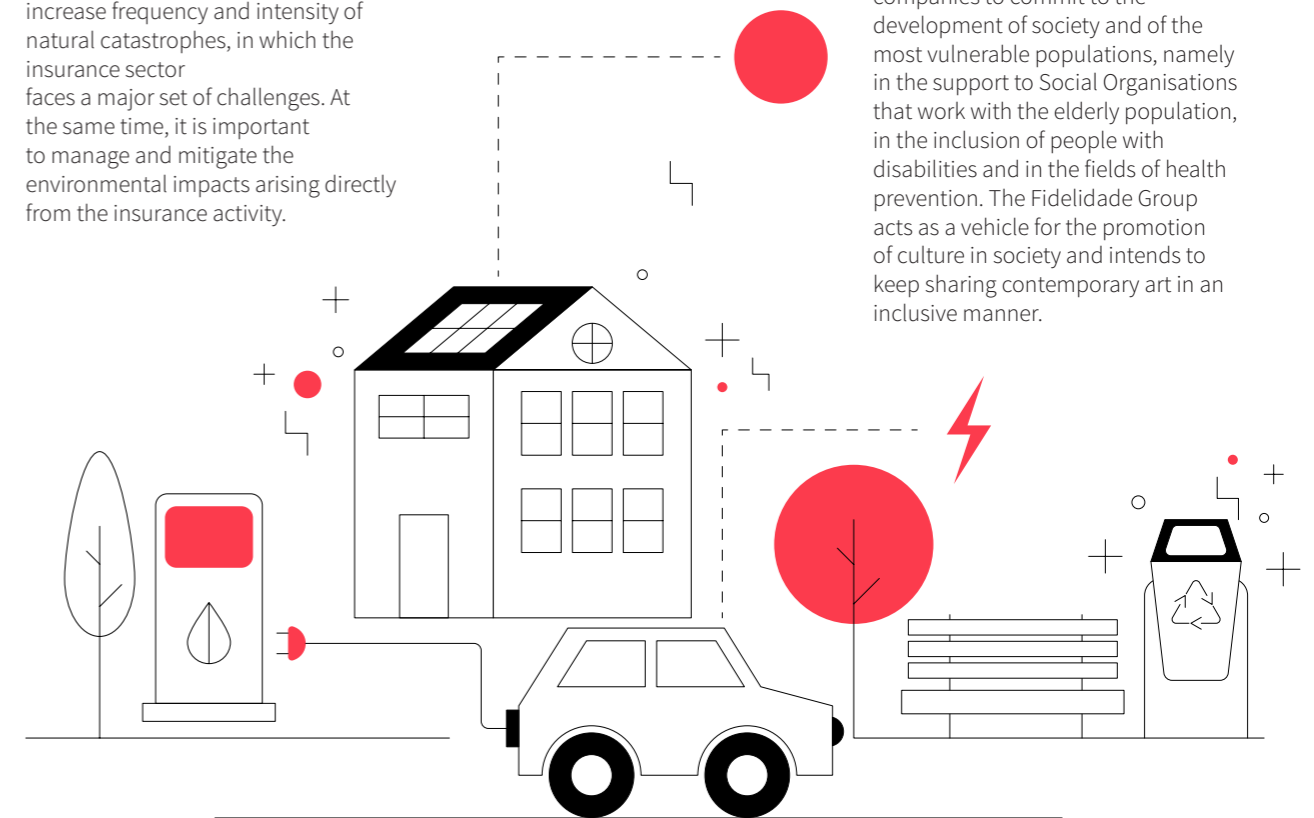 increase frequency and intensity of
natural catastrophes, in which the
insurance sector
faces a major set of challenges. At
the same time, it is important
to manage and mitigate the
environmental impacts arising directly
from the insurance activity.
companies to commit to the
development of society and of the
most vulnerable populations, namely
in the support to Social Organisations
that work with the elderly population,
in the inclusion of people with
disabilities and in the fields of health
prevention. The Fidelidade Group
acts as a vehicle for the promotion
of culture in society and intends to
keep sharing contemporary art in an
inclusive manner.